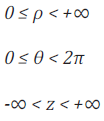 0 ≤ ρ < +∞
0 ≤ θ < 2π
-∞ < z < +∞